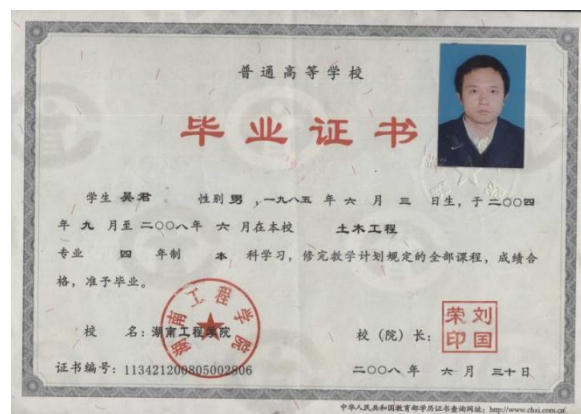 普通高等学校
毕业证书
学生 吴君 性别 男 ,一九八五 年 六 月 三 日生，于 二○○四
年 九 月至 二○○八年 六 月在本校 土木工程
专业 四 年制 本 科学习，修完教学计划规定的全部课程，成绩合
格，准予毕业。
校 名：湖南工程学院
湖南工程学院
校（院）长：
刘国荣印
证书编号：113421200805002806
二○○八 年 六 月 三十日
中华人民共和国教育部学历证书查询网址：http://www.chsi.com.cn